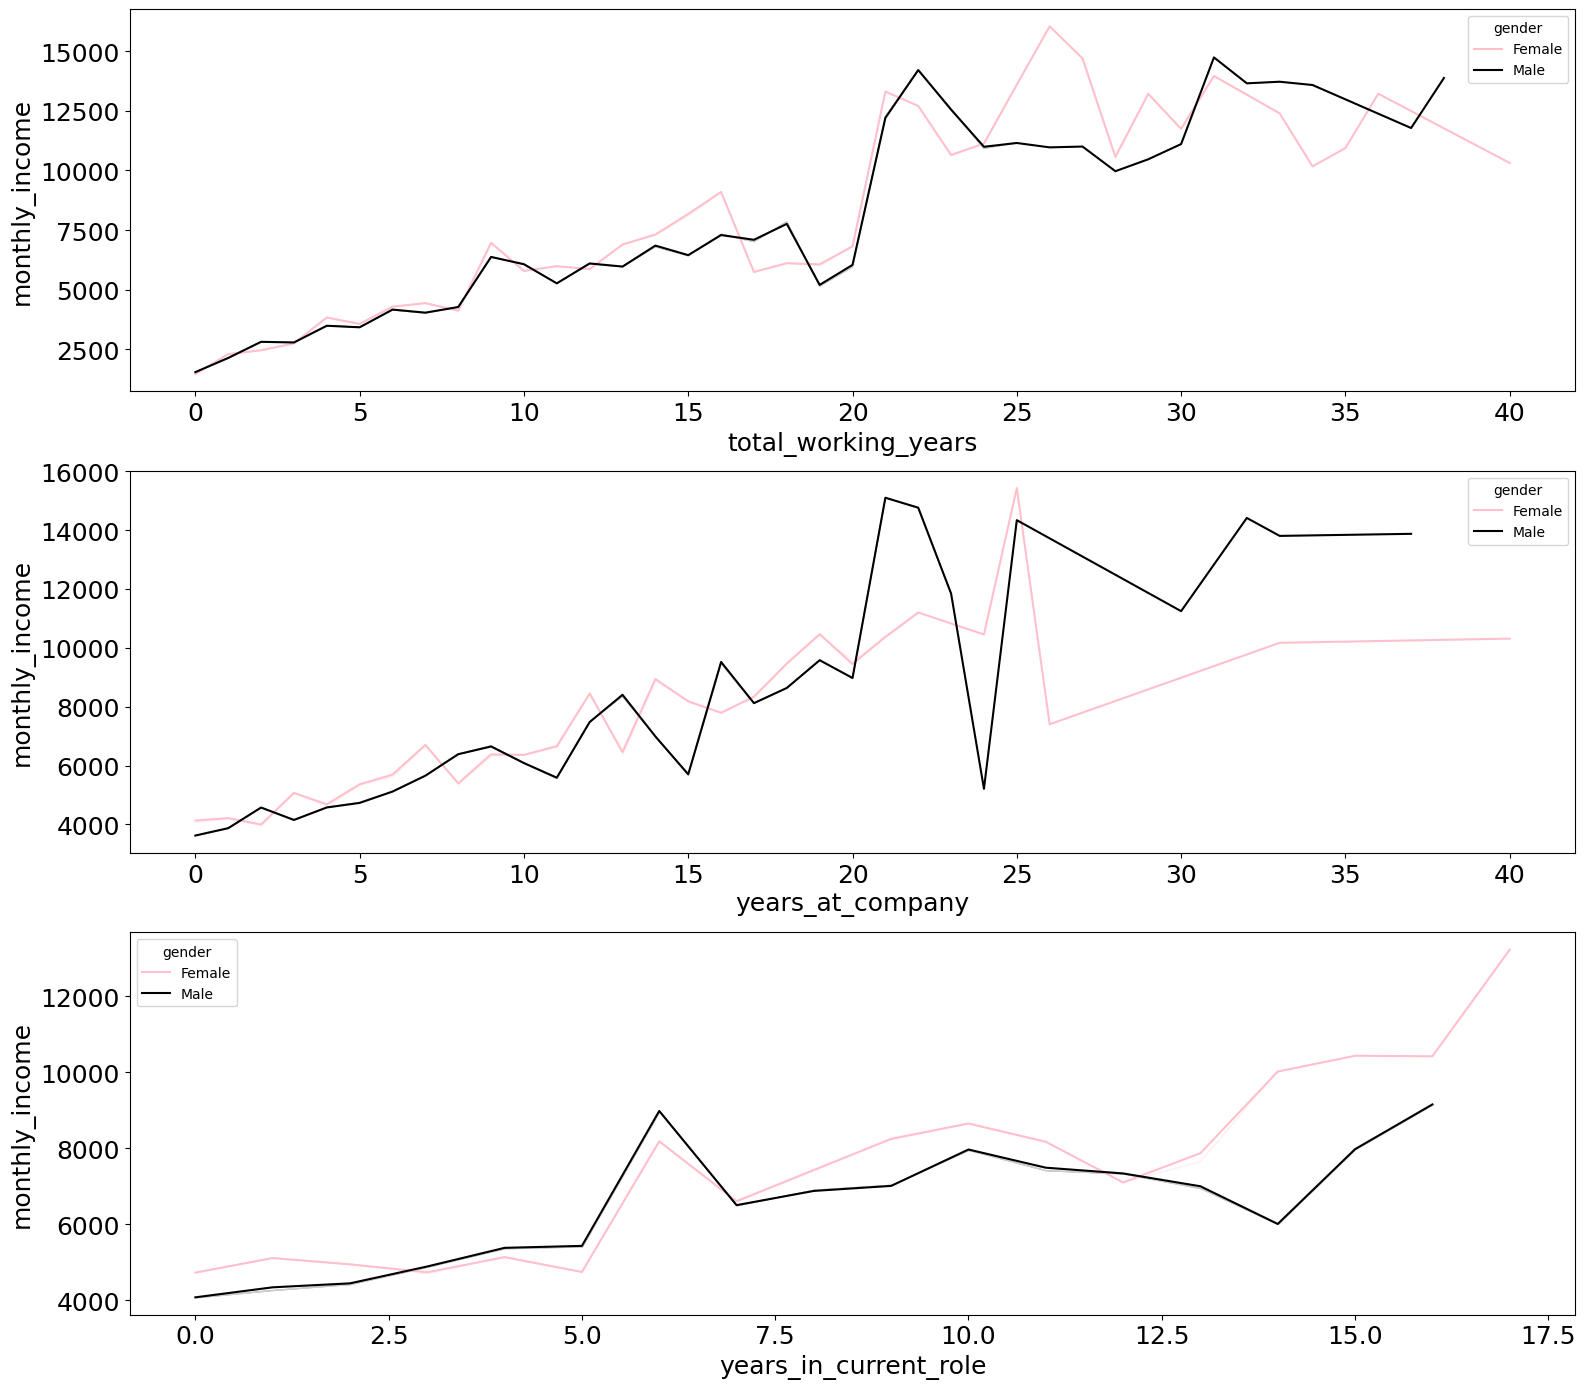 15000
12500
10000
7500
5000
2500
monthly_income
gender
Female
Male
0 5 10 15 20 25 30 35 40
total_working_years
16000
14000
12000
10000
8000
6000
4000
monthly_income
gender
Female
Male
0 5 10 15 20 25 30 35 40
years_at_company
12000
10000
8000
6000
4000
monthly_income
gender
Female
Male
0.0 2.5 5.0 7.5 10.0 12.5 15.0 17.5
years_in_current_role